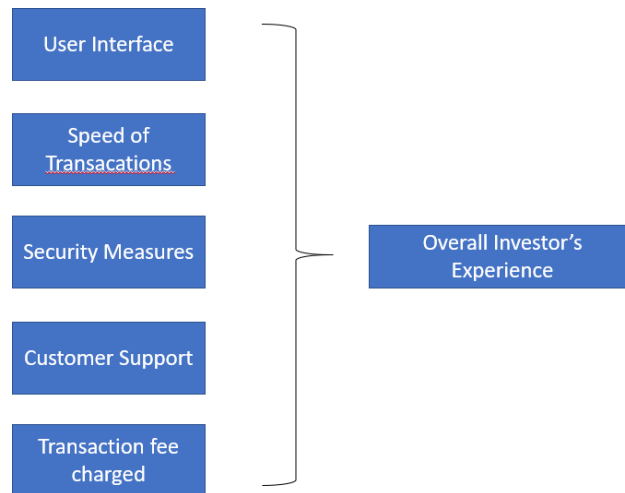 User Interface
Speed of
Transacations
Security Measures
Customer Support
Transaction fee
charged
Overall Investor's
Experience